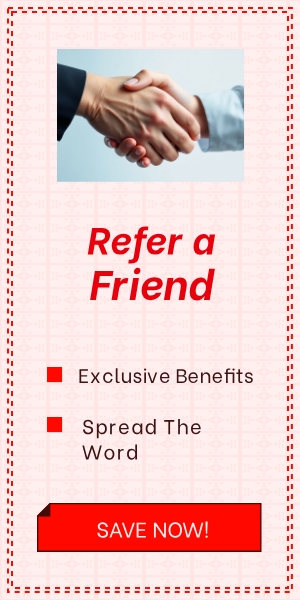 Refer a
Friend
Exclusive Benefits
Spread The
Word
SAVE NOW!